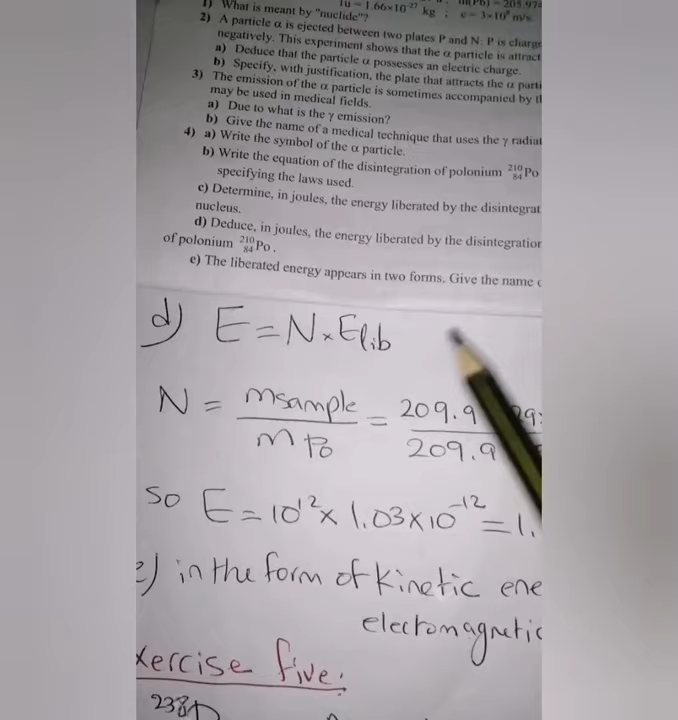 1) What is meant by "nuclide"?
1u = 1.66×10⁻²⁷ kg ; c = 3×10⁸ m/s.
2) A particle α is ejected between two plates P and N. P is charge
negatively. This experiment shows that the α particle is attract
a) Deduce that the particle α possesses an electric charge.
b) Specify, with justification, the plate that attracts the α parti
3) The emission of the α particle is sometimes accompanied by t
may be used in medical fields.
a) Due to what is the γ emission?
b) Give the name of a medical technique that uses the γ radiat
4) a) Write the symbol of the α particle.
b) Write the equation of the disintegration of polonium ²¹⁰₈₄Po
specifying the laws used.
c) Determine, in joules, the energy liberated by the disintegrat
nucleus.
d) Deduce, in joules, the energy liberated by the disintegration
of polonium ²¹⁰₈₄Po.
e) The liberated energy appears in two forms. Give the name
d) E = N × Elib
N = msample / mPo = 209.9 / 209.9
So E = 10¹² × 1.03 × 10⁻¹² = 1.
e) in the form of kinetic ene
electomagnetic
xercise five:
238